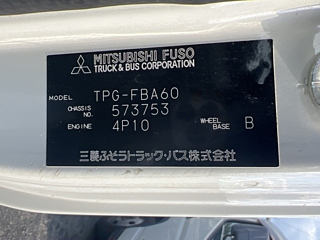 MITSUBISHI FUSO
TRUCK & BUS CORPORATION
MODEL TPG-FBA60
CHASSIS NO. 573753
ENGINE 4P10 WHEEL BASE B
三菱ふそうトラック・バス株式会社